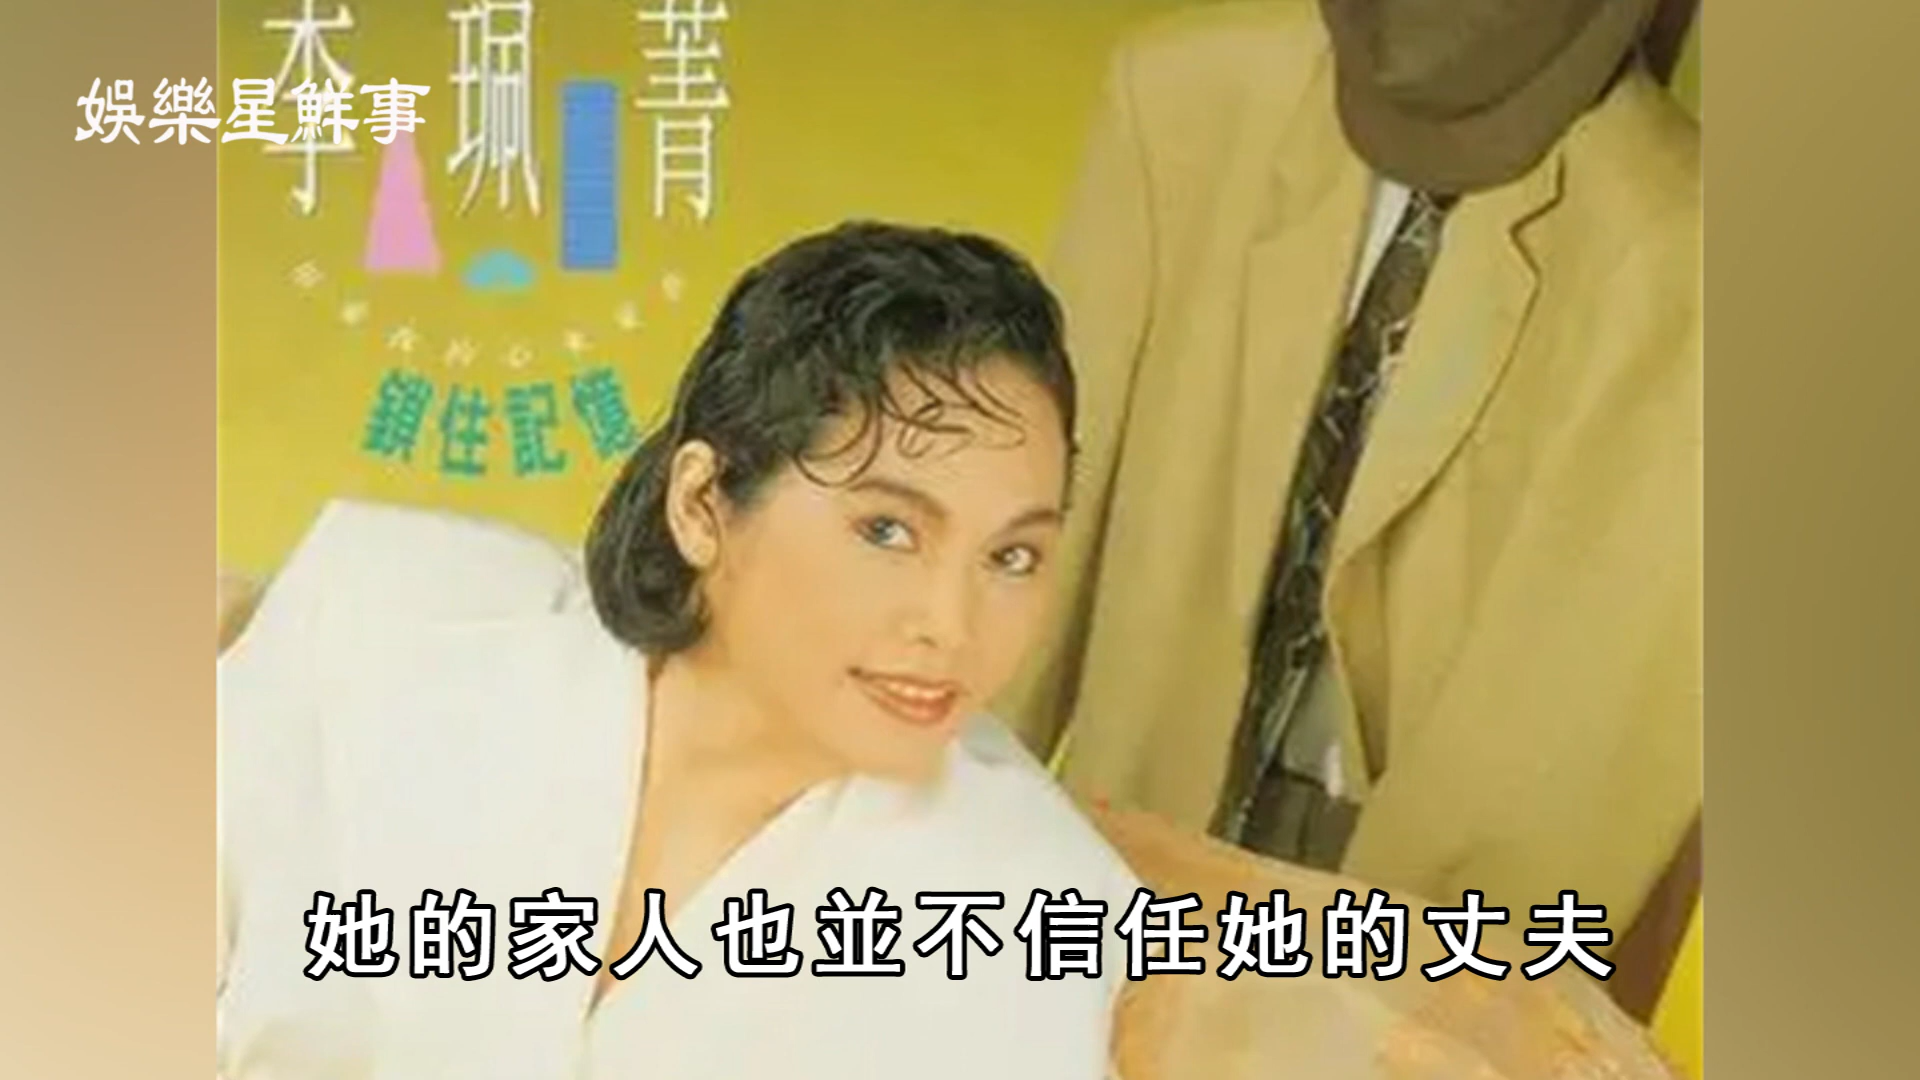 李珮菁
娛樂星鮮事
鎖住記憶
她的家人也並不信任她的丈夫